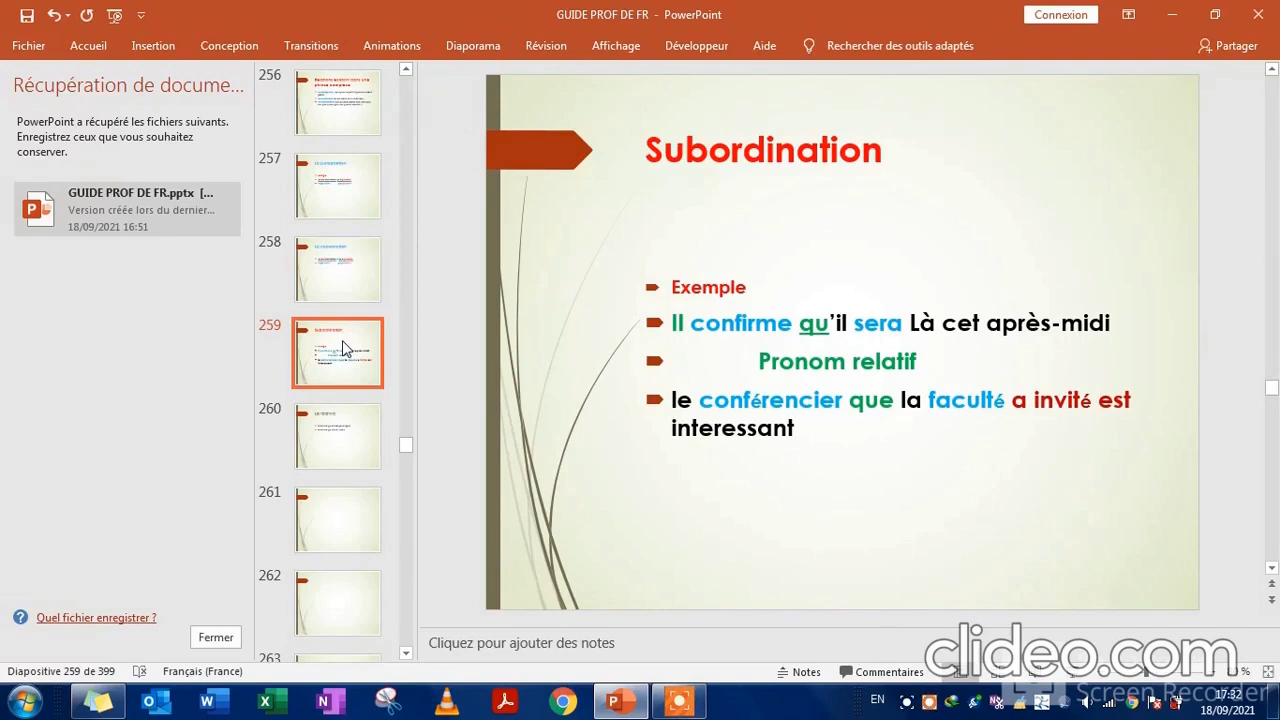 GUIDE PROF DE FR - PowerPoint
Connexion
Fichier Accueil Insertion Conception Transitions Animations Diaporama Révision Affichage Développeur Aide Rechercher des outils adaptés Partager
Récupération de docume...
PowerPoint a récupéré les fichiers suivants.
Enregistrez ceux que vous souhaitez
conserver.
GUIDE PROF DE FR.pptx [...
Version créée lors du dernier...
18/09/2021 16:51
Quel fichier enregistrer ?
Fermer
256
257
258
259
260
261
262
263
Subordination
Exemple
Il confirme qu’il sera Là cet après-midi
Pronom relatif
le conférencier que la faculté a invité est
interessant
Cliquez pour ajouter des notes
Diapositive 259 de 399 Français (France) Notes Commentaires
clideo.com
Screen Recorder
EN
17:32
18/09/2021